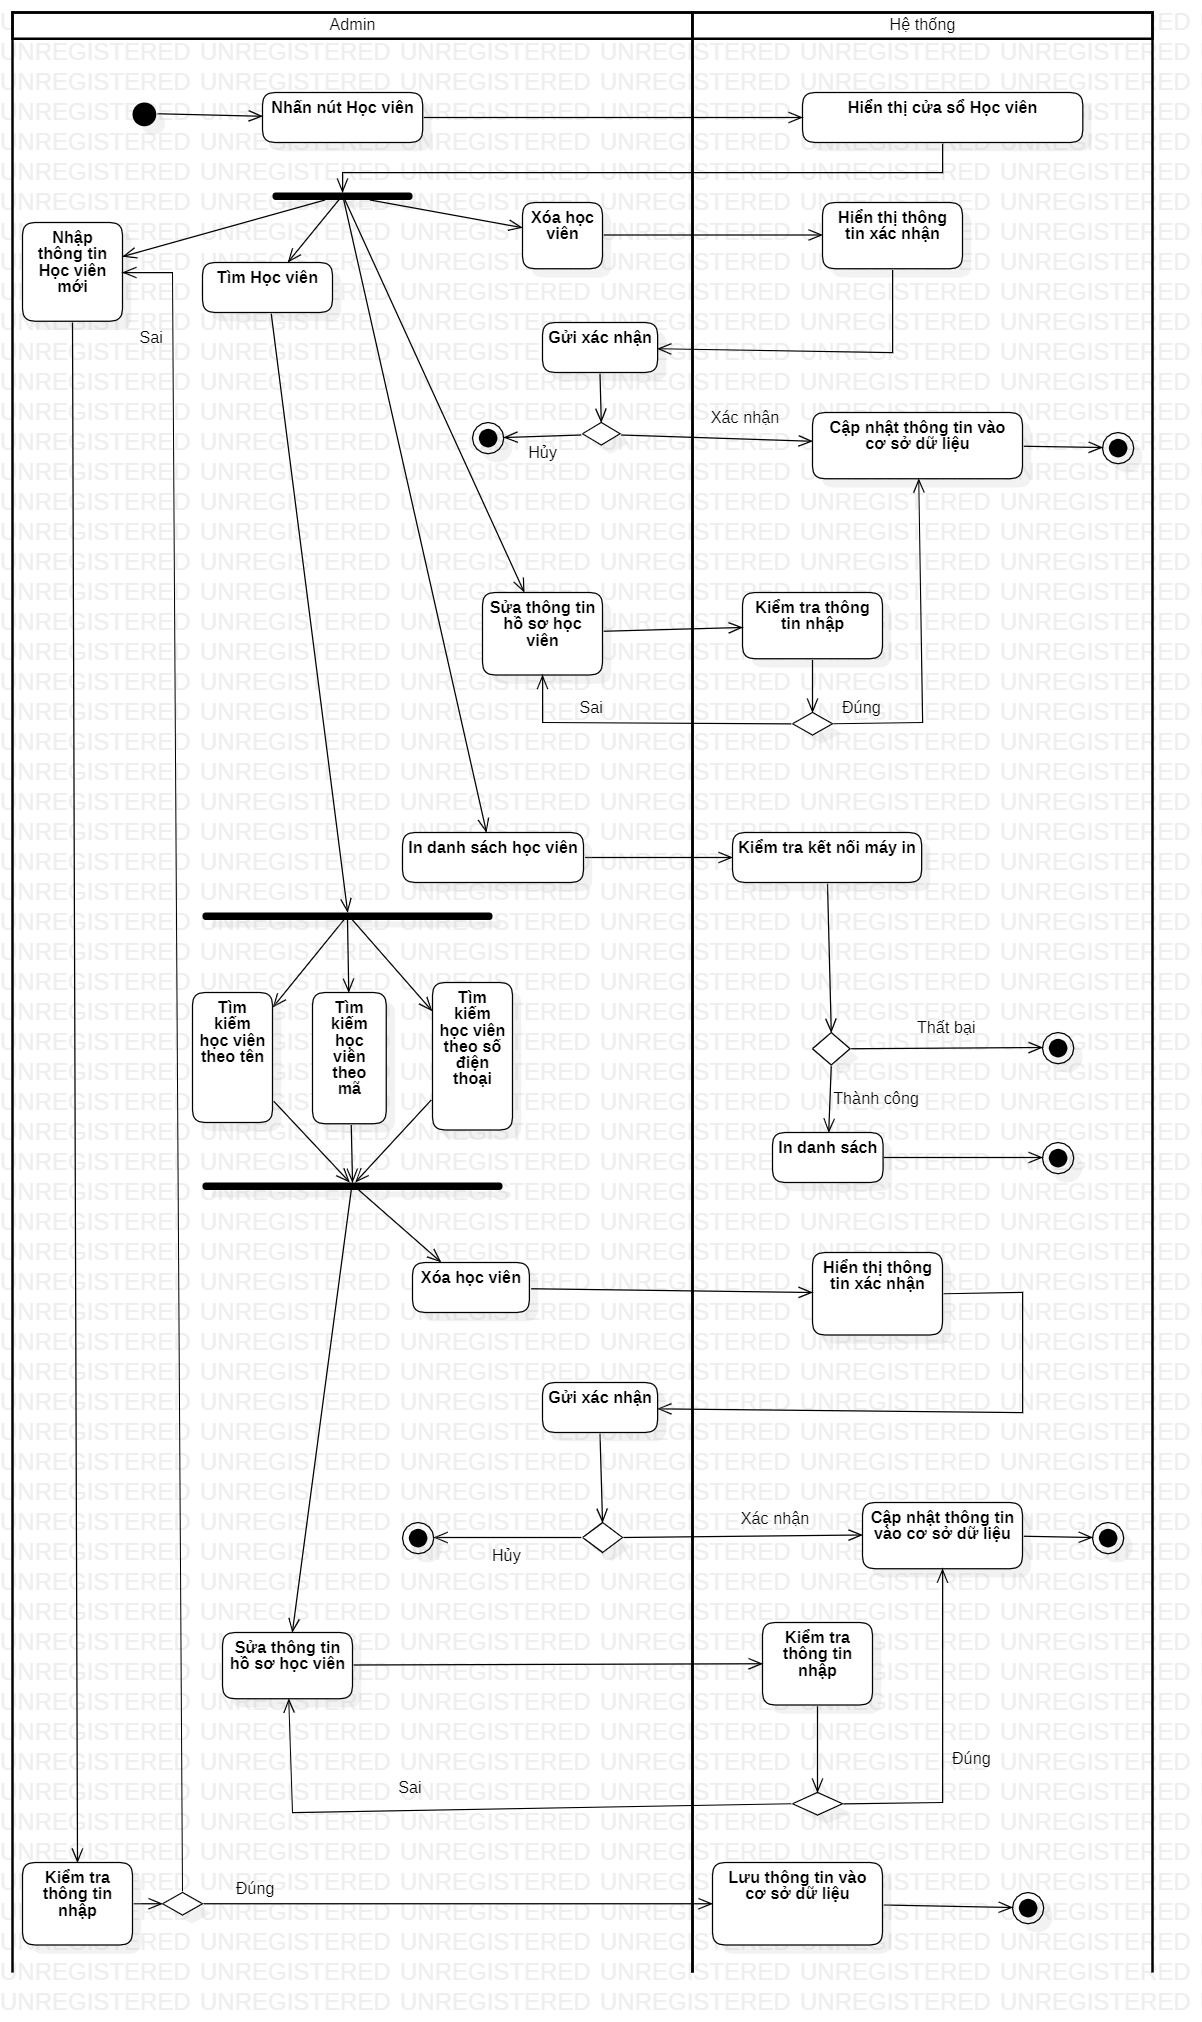 Admin
Hệ thống
Nhấn nút Học viên
Hiển thị cửa sổ Học viên
Nhập
thông tin
Học viên
mới
Tìm Học viên
Xóa học
viên
Hiển thị thông
tin xác nhận
Sai
Gửi xác nhận
Hủy
Xác nhận
Cập nhật thông tin vào
cơ sở dữ liệu
Sửa thông tin
hồ sơ học
viên
Kiểm tra thông
tin nhập
Sai
Đúng
In danh sách học viên
Kiểm tra kết nối máy in
Tìm
kiếm
học viên
theo tên
Tìm
kiếm
học
viên
theo
mã
Tìm
kiếm
học viên
theo số
điện
thoại
Thất bại
Thành công
In danh sách
Xóa học viên
Hiển thị thông
tin xác nhận
Gửi xác nhận
Hủy
Xác nhận
Cập nhật thông tin
vào cơ sở dữ liệu
Sửa thông tin
hồ sơ học viên
Kiểm tra
thông tin
nhập
Sai
Đúng
Kiểm tra
thông tin
nhập
Đúng
Lưu thông tin vào
cơ sở dữ liệu
UNREGISTERED